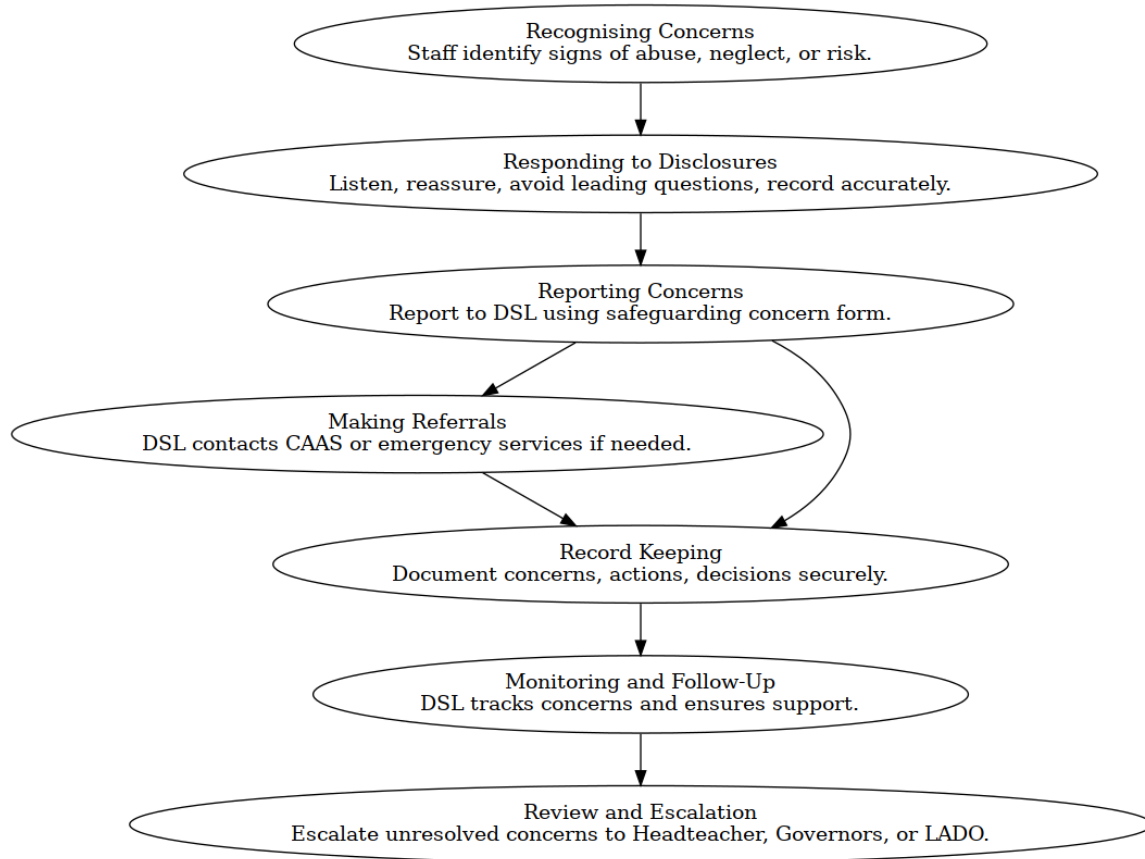 Recognising Concerns
Staff identify signs of abuse, neglect, or risk.
Responding to Disclosures
Listen, reassure, avoid leading questions, record accurately.
Reporting Concerns
Report to DSL using safeguarding concern form.
Making Referrals
DSL contacts CAAS or emergency services if needed.
Record Keeping
Document concerns, actions, decisions securely.
Monitoring and Follow-Up
DSL tracks concerns and ensures support.
Review and Escalation
Escalate unresolved concerns to Headteacher, Governors, or LADO.